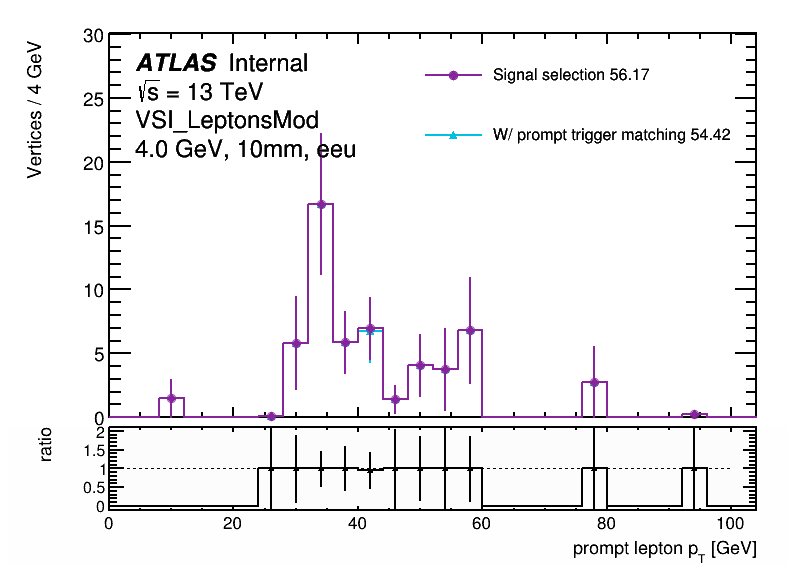 30
25
20
15
10
5
0
Vertices / 4 GeV
ATLAS Internal
√s = 13 TeV
VSI_LeptonsMod
4.0 GeV, 10mm, eeu
Signal selection 56.17
W/ prompt trigger matching 54.42
ratio
2
1.5
1
0.5
0
0 20 40 60 80 100
prompt lepton pT [GeV]